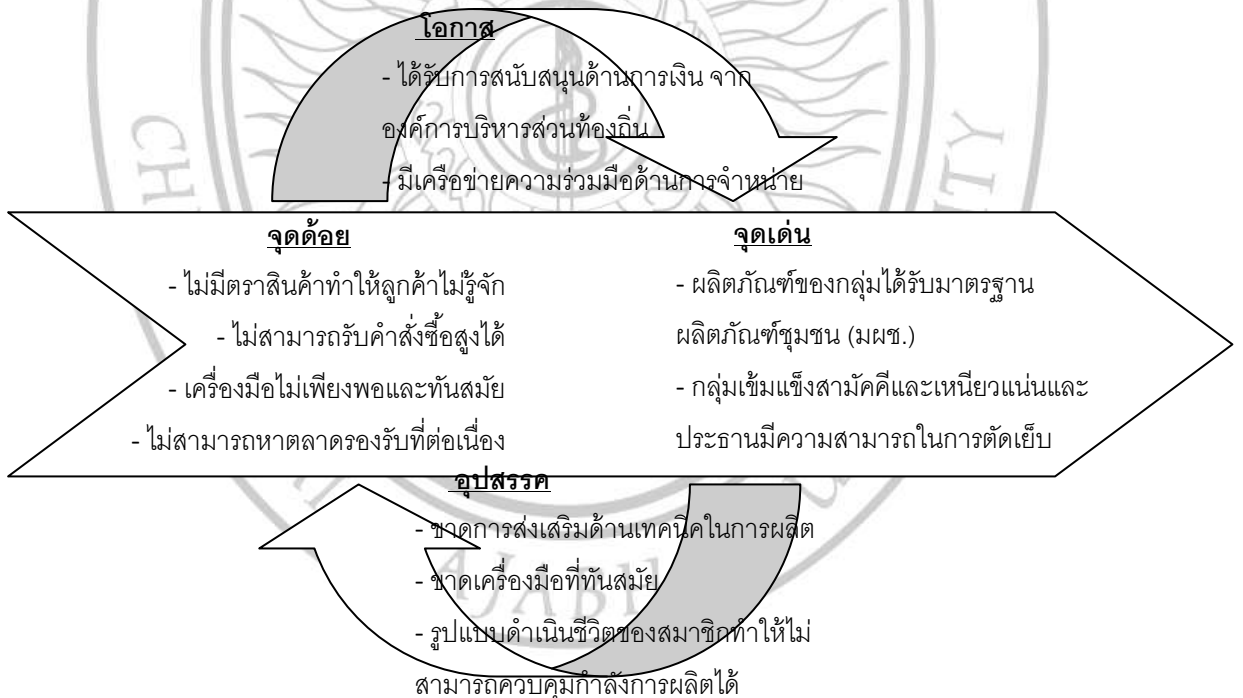 โอกาส
- ได้รับการสนับสนุนด้านการเงิน จาก
องค์การบริหารส่วนท้องถิ่น
- มีเครือข่ายความร่วมมือด้านการจำหน่าย
จุดด้อย
- ไม่มีตราสินค้าทำให้ลูกค้าไม่รู้จัก
- ไม่สามารถรับคำสั่งซื้อสูงได้
- เครื่องมือไม่เพียงพอและทันสมัย
- ไม่สามารถหาตลาดรองรับที่ต่อเนื่อง
จุดเด่น
- ผลิตภัณฑ์ของกลุ่มได้รับมาตรฐาน
ผลิตภัณฑ์ชุมชน (มผช.)
- กลุ่มเข้มแข็งสามัคคีและเหนียวแน่นและ
ประธานมีความสามารถในการตัดเย็บ
อุปสรรค
- ขาดการส่งเสริมด้านเทคนิคในการผลิต
- ขาดเครื่องมือที่ทันสมัย
- รูปแบบดำเนินชีวิตของสมาชิกทำให้ไม่
สามารถควบคุมกำลังการผลิตได้